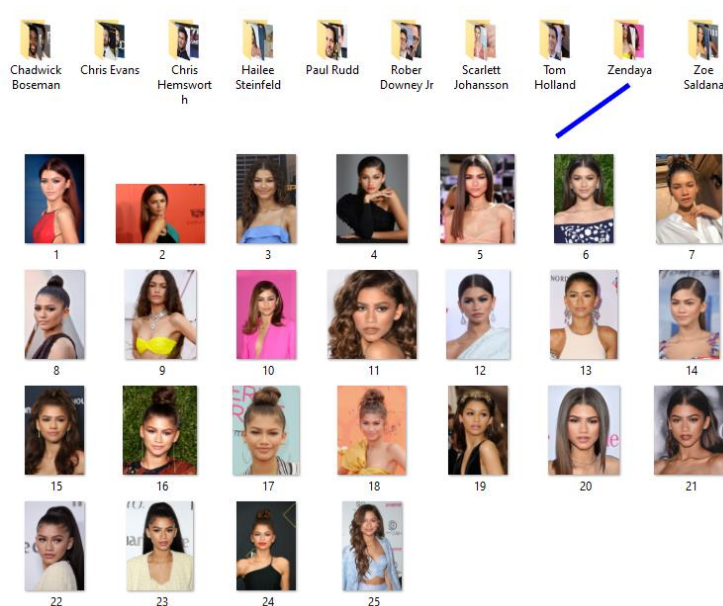 Chadwick
Boseman
Chris Evans
Chris
Hemswort
h
Hailee
Steinfeld
Paul Rudd
Rober
Downey Jr
Scarlett
Johansson
Tom
Holland
Zendaya
Zoe
Saldana
1
2
3
4
5
6
7
8
9
10
11
12
13
14
15
16
17
18
19
20
21
22
23
24
25